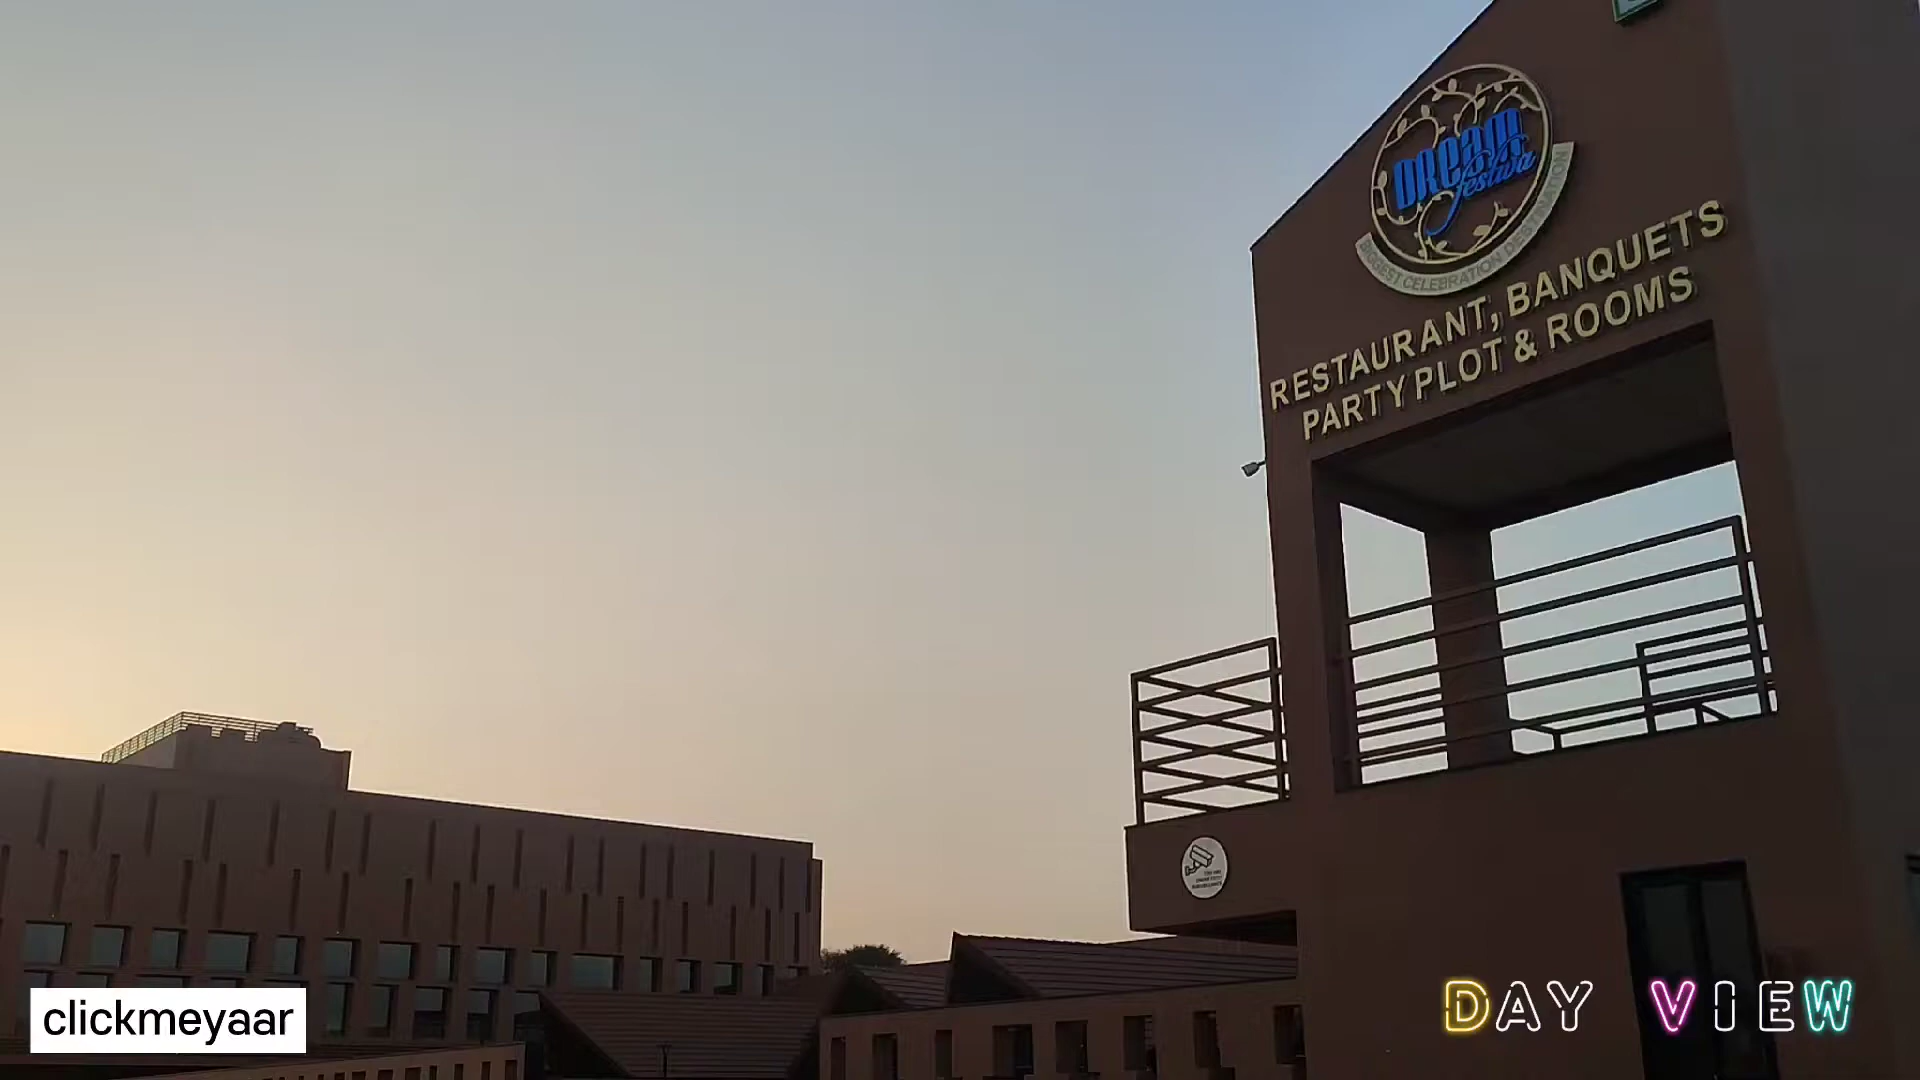 DREAM
festiva
BIGGEST CELEBRATION DESTINATION
RESTAURANT, BANQUETS
PARTY PLOT & ROOMS
clickmeyaar
DAY VIEW